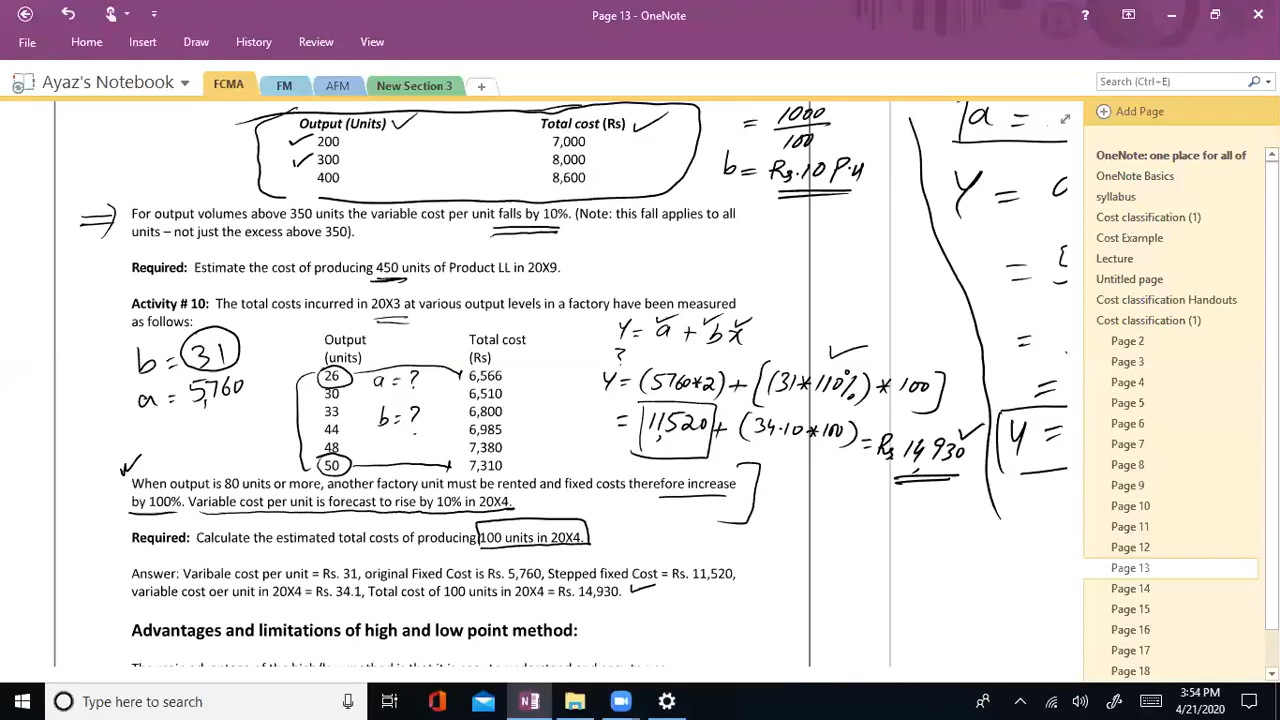 Page 13 - OneNote
File Home Insert Draw History Review View
Ayaz's Notebook FCMA FM AFM New Section 3 +
Search (Ctrl+E)
Output (Units) Total cost (Rs)
200 7,000
300 8,000
400 8,600
= 1000
100
b = Rs.10 P.u
For output volumes above 350 units the variable cost per unit falls by 10%. (Note: this fall applies to all
units – not just the excess above 350).
Required: Estimate the cost of producing 450 units of Product LL in 20X9.
Activity # 10: The total costs incurred in 20X3 at various output levels in a factory have been measured
as follows:
Output Total cost
(units) (Rs)
26 6,566
30 6,510
33 6,800
44 6,985
48 7,380
50 7,310
b = 31
a = 5,760
a = ?
b = ?
Y = a + bx
?
Y = (5760*2) + [(31*110%) * 100]
= 11,520 + (34.10*100) = Rs 14,930
When output is 80 units or more, another factory unit must be rented and fixed costs therefore increase
by 100%. Variable cost per unit is forecast to rise by 10% in 20X4.
Required: Calculate the estimated total costs of producing 100 units in 20X4.
Answer: Varibale cost per unit = Rs. 31, original Fixed Cost is Rs. 5,760, Stepped fixed Cost = Rs. 11,520,
variable cost oer unit in 20X4 = Rs. 34.1, Total cost of 100 units in 20X4 = Rs. 14,930.
Advantages and limitations of high and low point method:
a =
Y =
=
=
=
Y =
Add Page
OneNote: one place for all of
OneNote Basics
syllabus
Cost classification (1)
Cost Example
Lecture
Untitled page
Cost classification Handouts
Cost classification (1)
Page 2
Page 3
Page 4
Page 5
Page 6
Page 7
Page 8
Page 9
Page 10
Page 11
Page 12
Page 13
Page 14
Page 15
Page 16
Page 17
Page 18
Type here to search
3:54 PM
4/21/2020